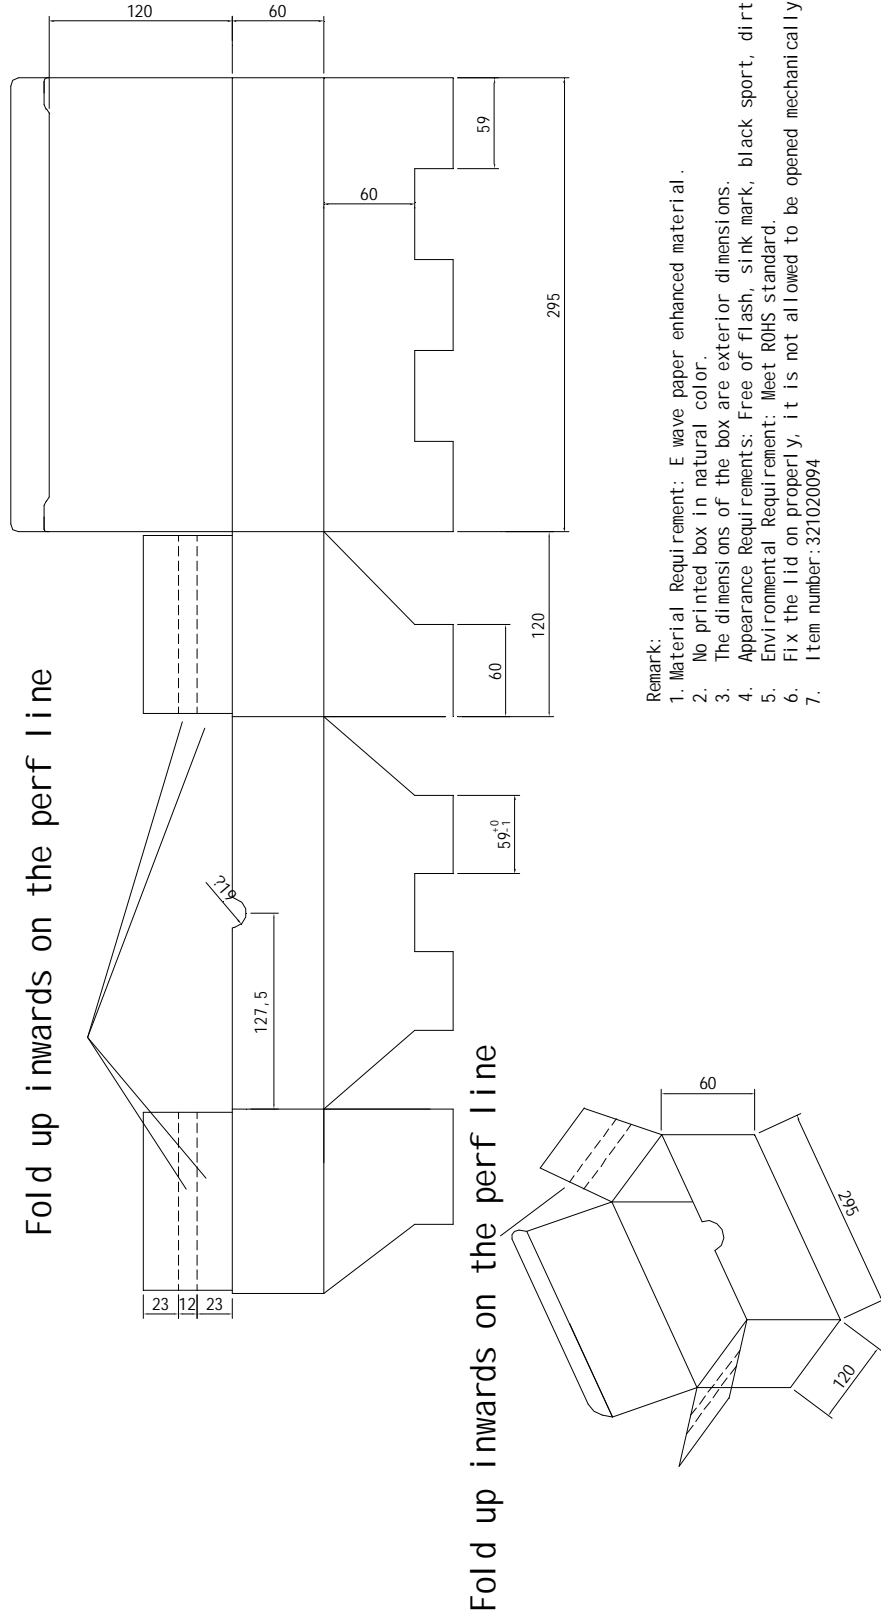 120
60
59
60
295
120
60
Fold up inwards on the perf line
?19
59 +0 -1
127,5
23
12
23
Fold up inwards on the perf line
60
295
120
Remark:
1. Material Requirement: E wave paper enhanced material.
2. No printed box in natural color.
3. The dimensions of the box are exterior dimensions.
4. Appearance Requirements: Free of flash, sink mark, black sport, dirt
5. Environmental Requirement: Meet ROHS standard.
6. Fix the lid on properly, it is not allowed to be opened mechanically
7. Item number:321020094